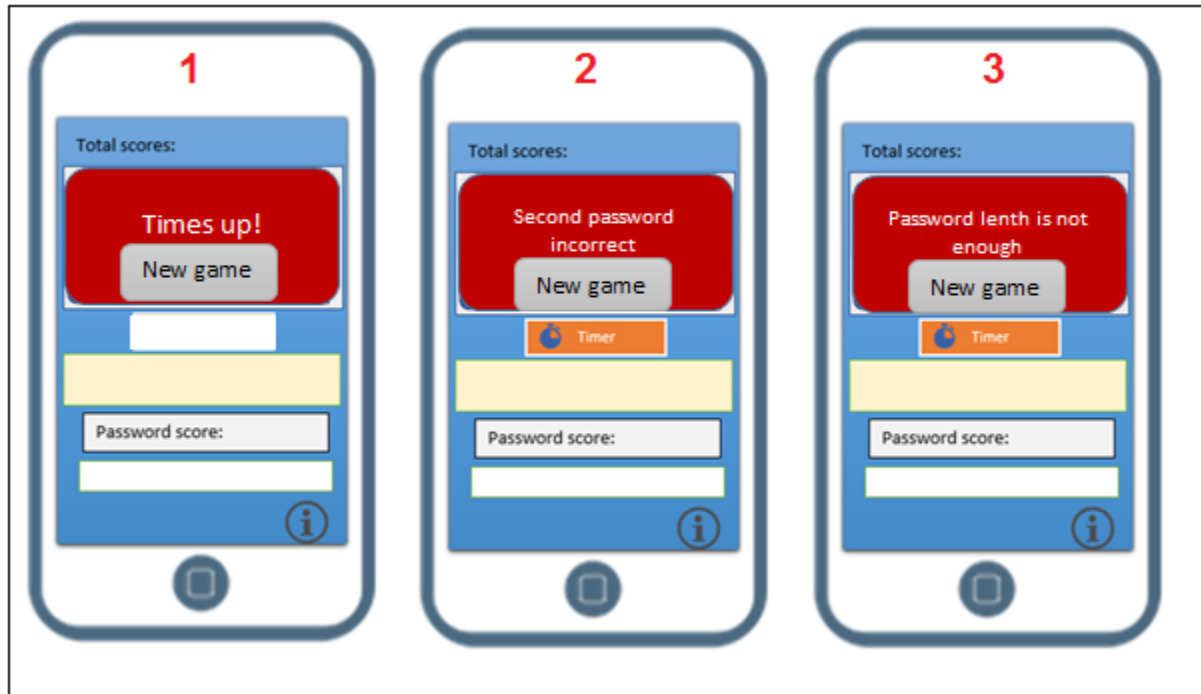 1
Total scores:
Times up!
New game
Password score:
2
Total scores:
Second password
incorrect
New game
Timer
Password score:
3
Total scores:
Password lenth is not
enough
New game
Timer
Password score: